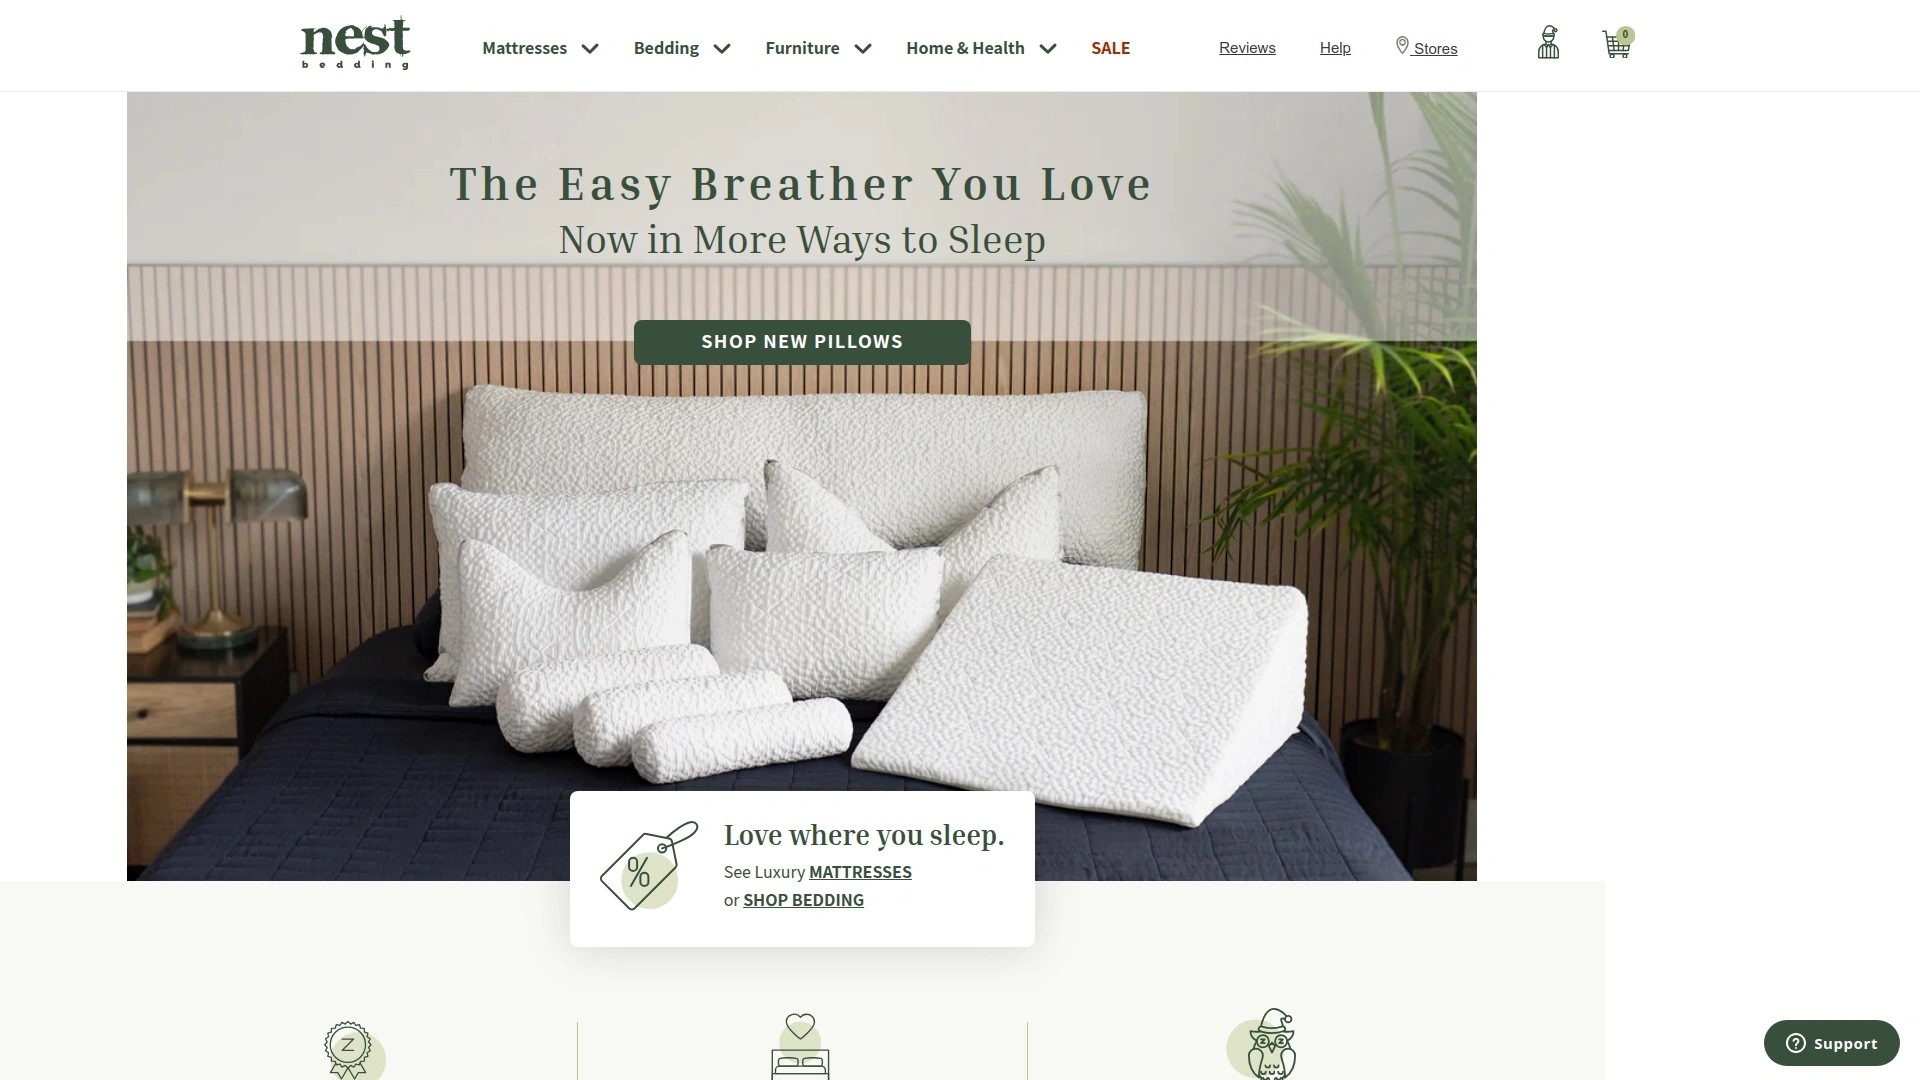 nest
bedding
Mattresses
Bedding
Furniture
Home & Health
SALE
Reviews
Help
Stores
0
The Easy Breather You Love
Now in More Ways to Sleep
SHOP NEW PILLOWS
%
Love where you sleep.
See Luxury MATTRESSES
or SHOP BEDDING
Z
Support